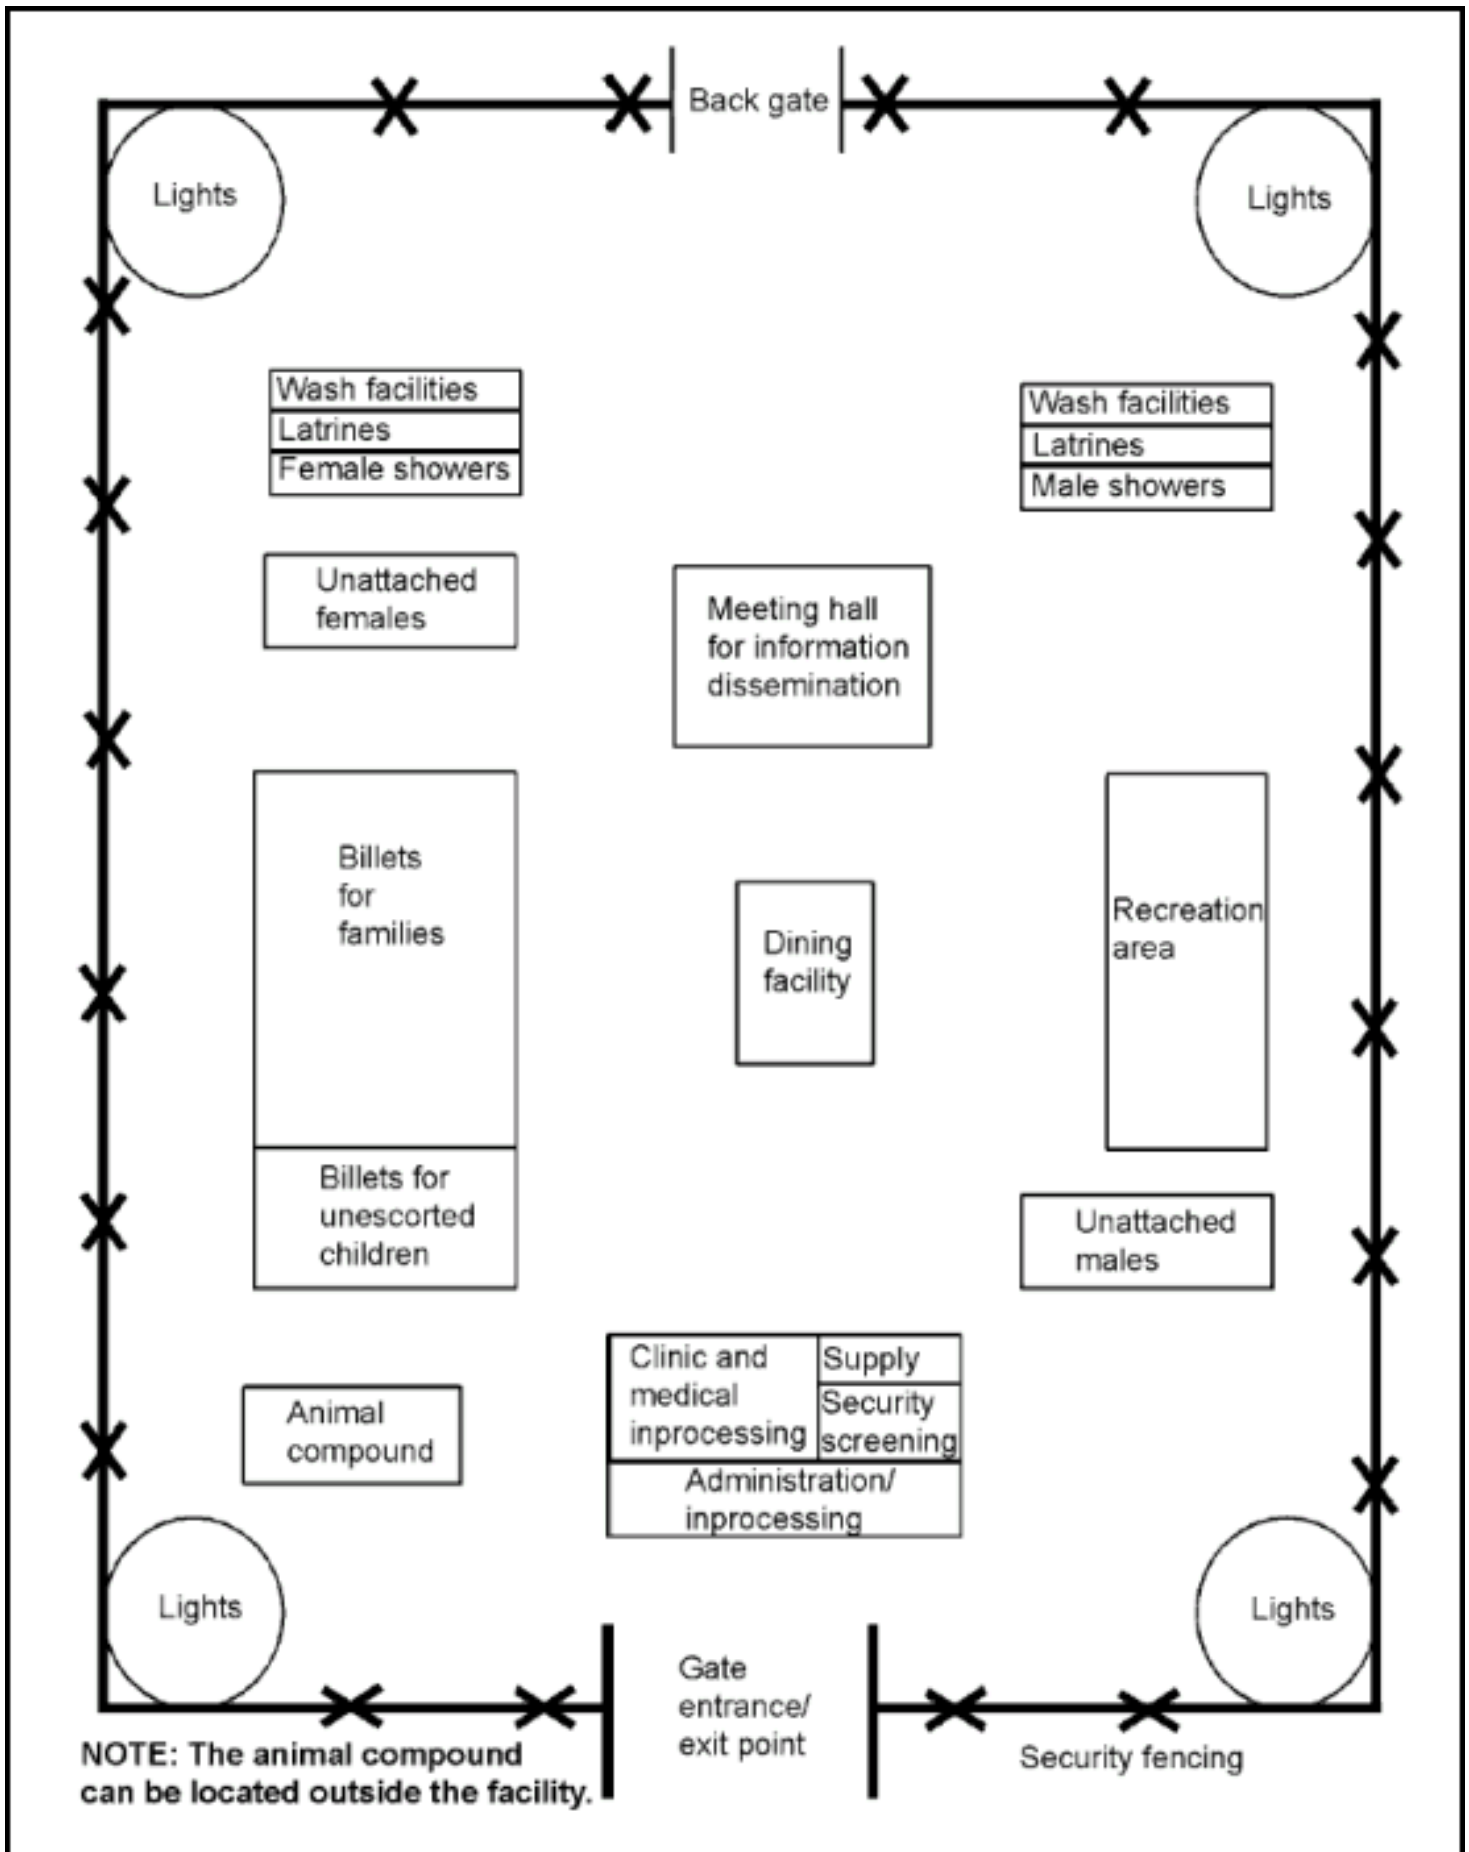 Back gate
Lights
Lights
Wash facilities
Latrines
Female showers
Wash facilities
Latrines
Male showers
Unattached
females
Meeting hall
for information
dissemination
Billets
for
families
Dining
facility
Recreation
area
Billets for
unescorted
children
Unattached
males
Clinic and
medical
inprocessing
Supply
Security
screening
Administration/
inprocessing
Animal
compound
Lights
Lights
Gate
entrance/
exit point
Security fencing
NOTE: The animal compound
can be located outside the facility.